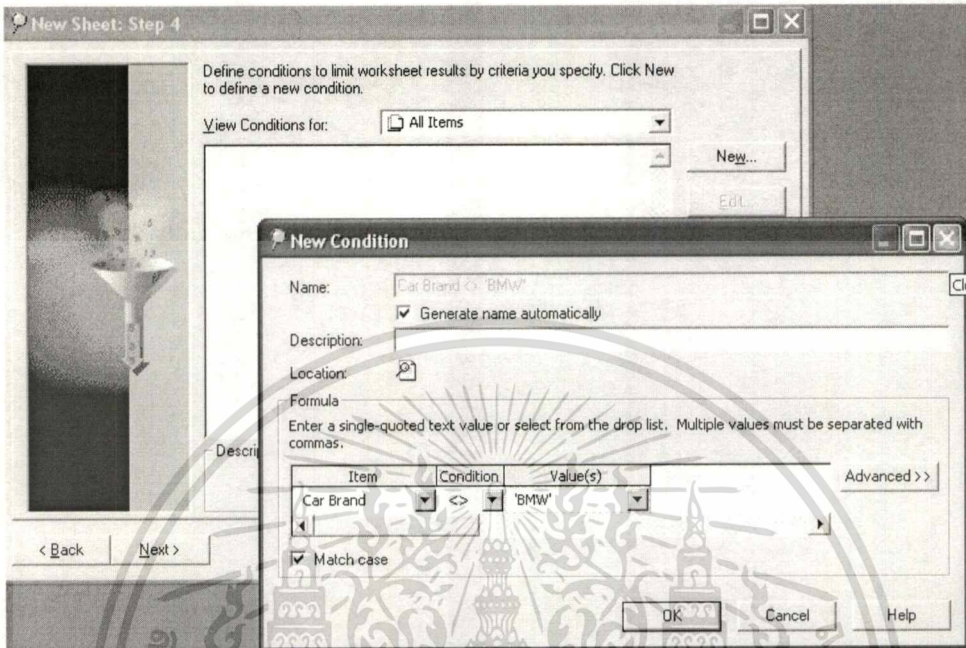 New Sheet: Step 4
Define conditions to limit worksheet results by criteria you specify. Click New
to define a new condition.
View Conditions for:
All Items
New...
Edit...
New Condition
Name:
Car Brand <> 'BMW'
Generate name automatically
Description:
Location:
Formula
Enter a single-quoted text value or select from the drop list. Multiple values must be separated with
commas.
Item Condition Value(s)
Advanced >>
Car Brand <> 'BMW'
Match case
OK Cancel Help
< Back Next >